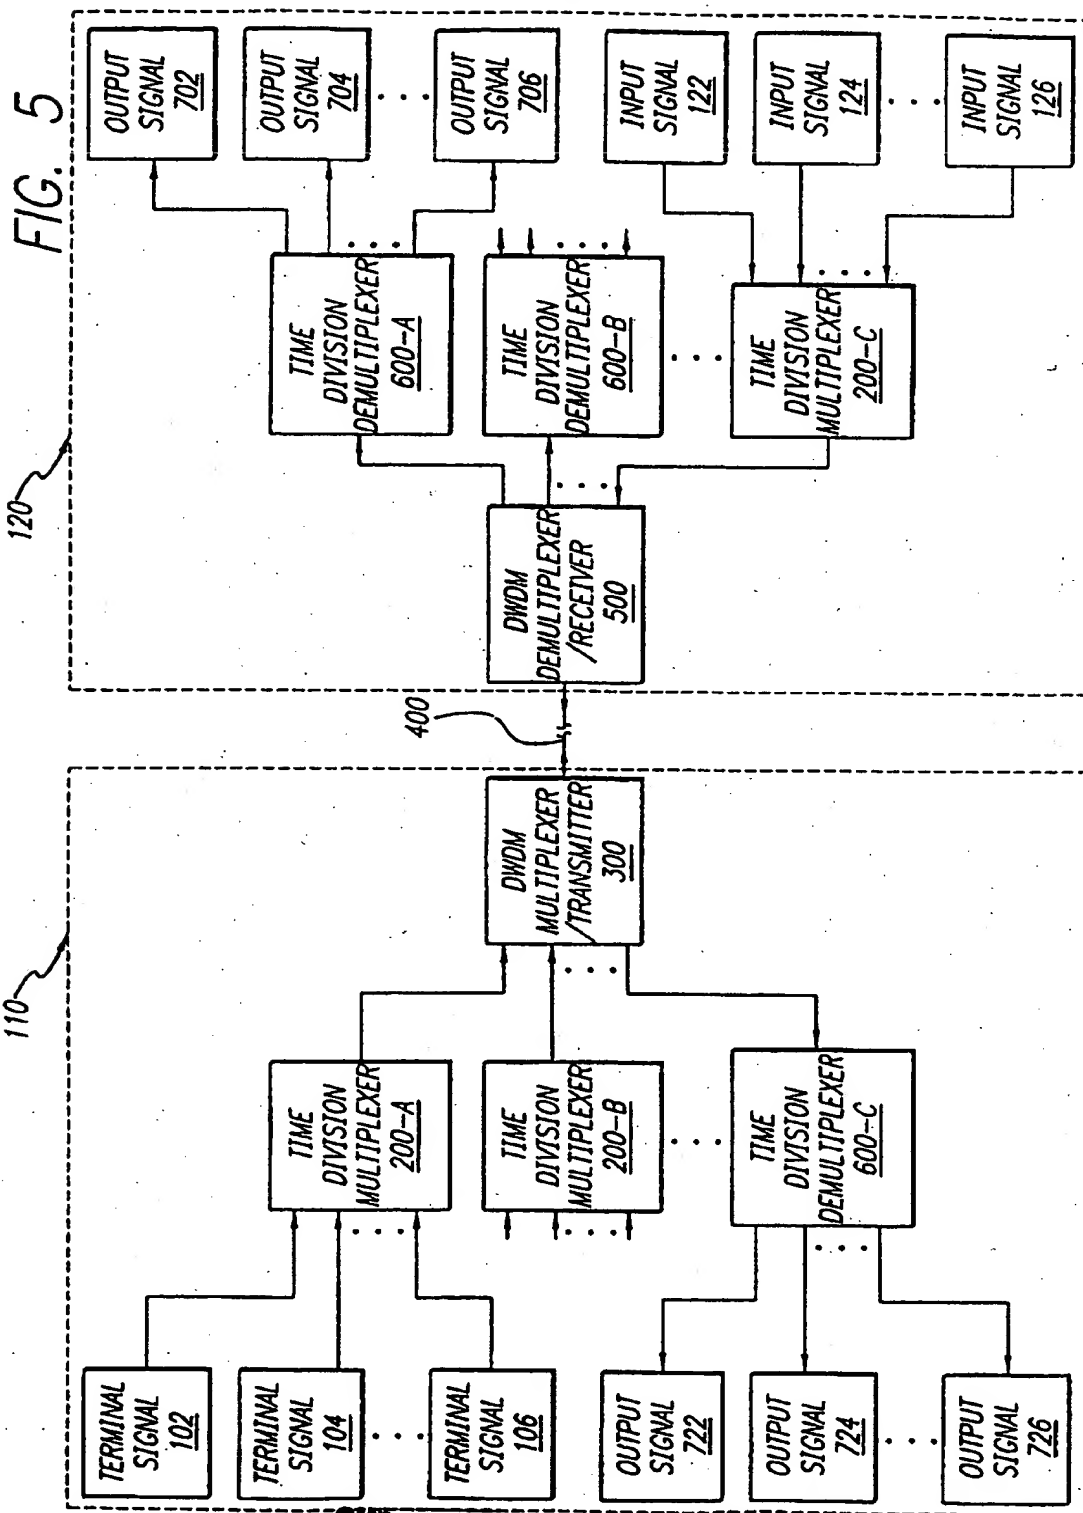 FIG. 5
110
120
TERMINAL
SIGNAL
102
TERMINAL
SIGNAL
104
TERMINAL
SIGNAL
106
OUTPUT
SIGNAL
722
OUTPUT
SIGNAL
724
OUTPUT
SIGNAL
726
TIME
DIVISION
MULTIPLEXER
200-A
TIME
DIVISION
MULTIPLEXER
200-B
TIME
DIVISION
DEMULTIPLEXER
600-C
DWDM
MULTIPLEXER
/TRANSMITTER
300
400
DWDM
DEMULTIPLEXER
/RECEIVER
500
TIME
DIVISION
DEMULTIPLEXER
600-A
TIME
DIVISION
DEMULTIPLEXER
600-B
TIME
DIVISION
MULTIPLEXER
200-C
OUTPUT
SIGNAL
702
OUTPUT
SIGNAL
704
OUTPUT
SIGNAL
706
INPUT
SIGNAL
122
INPUT
SIGNAL
124
INPUT
SIGNAL
126